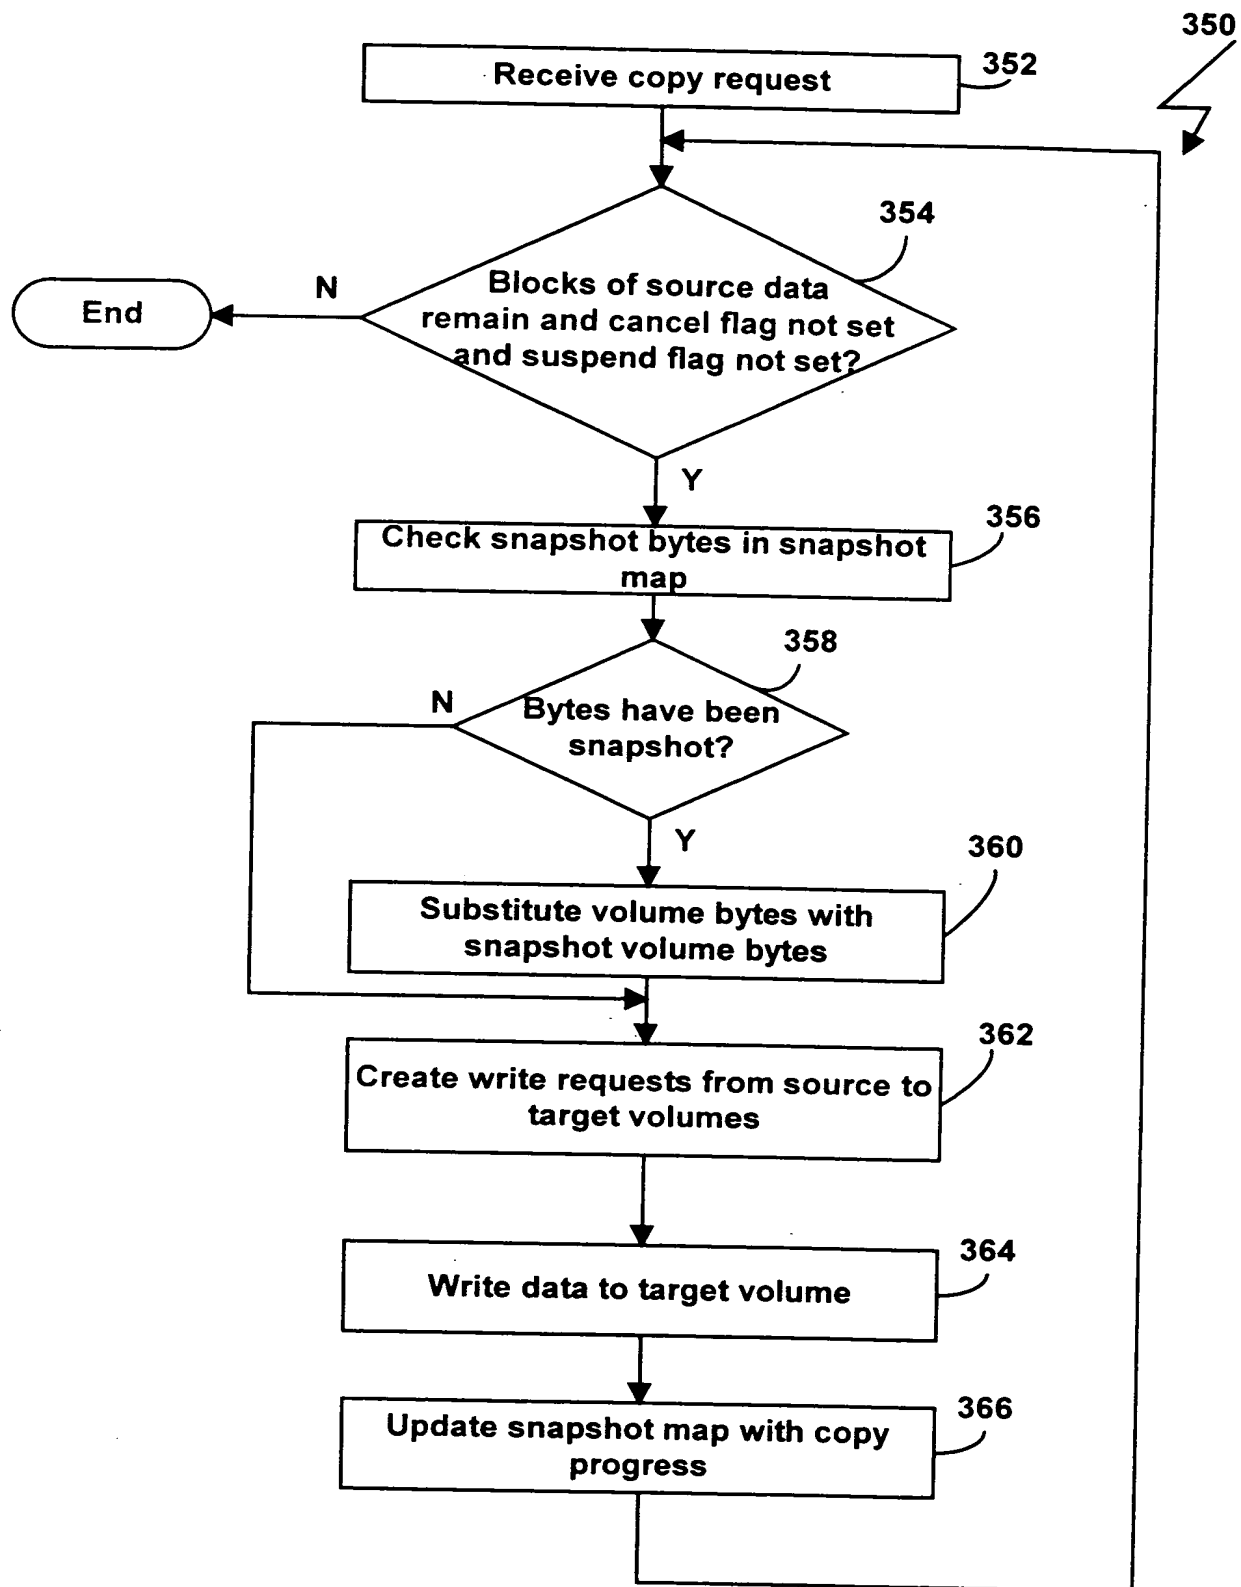 350
Receive copy request
352
354
Blocks of source data
remain and cancel flag not set
and suspend flag not set?
N
End
Y
Check snapshot bytes in snapshot
map
356
358
N
Bytes have been
snapshot?
Y
360
Substitute volume bytes with
snapshot volume bytes
362
Create write requests from source to
target volumes
364
Write data to target volume
366
Update snapshot map with copy
progress